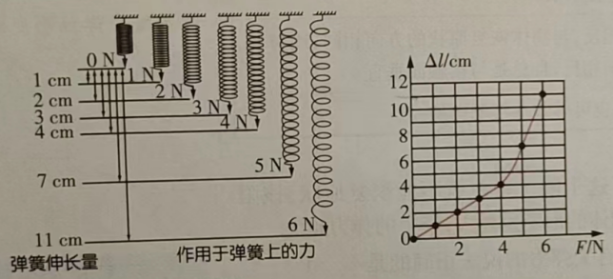 0 N
1 cm
1 N
2 cm
2 N
3 cm
3 N
4 cm
4 N
5 N
7 cm
6 N
11 cm
弹簧伸长量
作用于弹簧上的力
Δl/cm
12
10
8
6
4
2
0
2
4
6
F/N